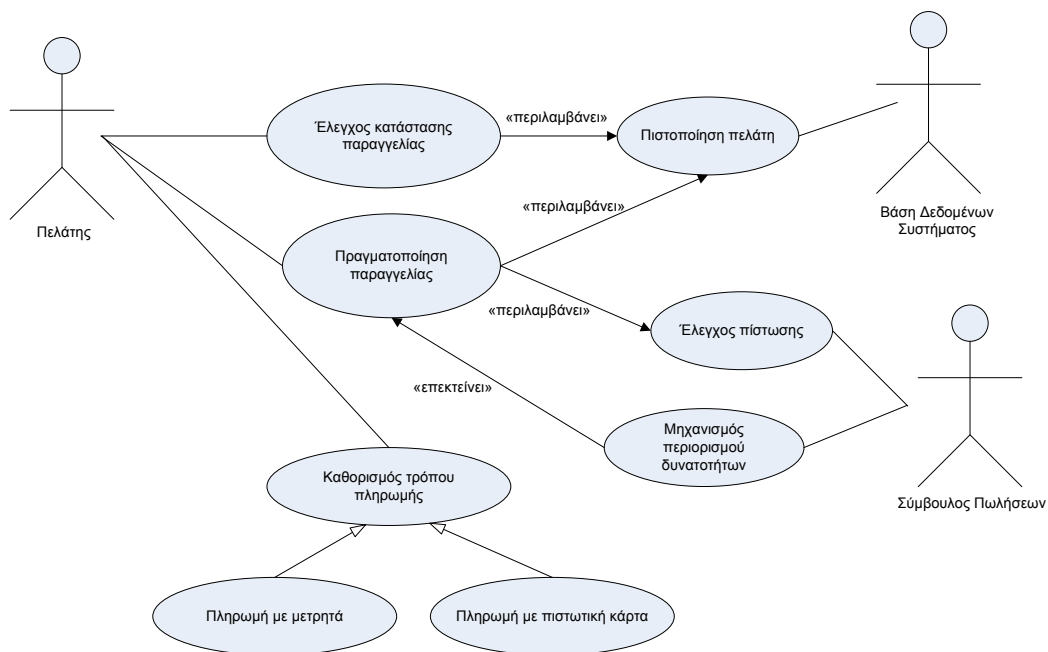 Έλεγχος κατάστασης
παραγγελίας
«περιλαμβάνει»
Πιστοποίηση πελάτη
Πελάτης
Βάση Δεδομένων
Συστήματος
«περιλαμβάνει»
Πραγματοποίηση
παραγγελίας
«περιλαμβάνει»
Έλεγχος πίστωσης
«επεκτείνει»
Μηχανισμός
περιορισμού
δυνατοτήτων
Σύμβουλος Πωλήσεων
Καθορισμός τρόπου
πληρωμής
Πληρωμή με μετρητά
Πληρωμή με πιστωτική κάρτα